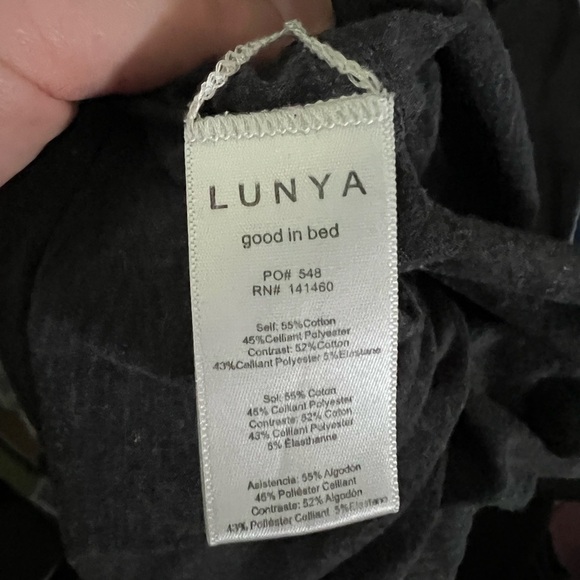 LUNYA
good in bed
PO# 548
RN# 141460
Self: 55%Cotton
45%Celliant Polyester
Contrast: 52%Cotton
43%Celliant Polyester 5%Elastane
Soi: 55% Coton
45% Celliant Polyester
Contraste: 52% Coton
43% Celliant Polyester
5% Élasthanne
Asistencia: 55% Algodón
45% Poliéster Celliant
Contraste: 52% Algodón
43% Poliéster Celliant 5% Elastano